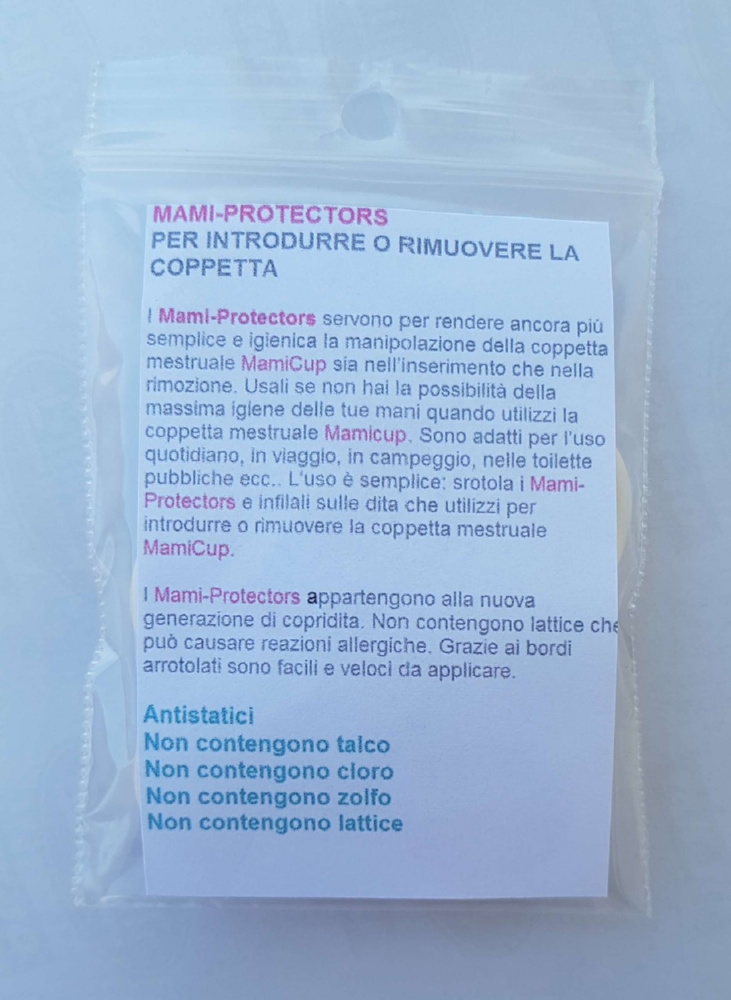 MAMI-PROTECTORS
PER INTRODURRE O RIMUOVERE LA
COPPETTA
I Mami-Protectors servono per rendere ancora più
semplice e igienica la manipolazione della coppetta
mestruale MamiCup sia nell'inserimento che nella
rimozione. Usali se non hai la possibilità della
massima igiene delle tue mani quando utilizzi la
coppetta mestruale Mamicup. Sono adatti per l'uso
quotidiano, in viaggio, in campeggio, nelle toilette
pubbliche ecc.. L'uso è semplice: srotola i Mami-
Protectors e infilali sulle dita che utilizzi per
introdurre o rimuovere la coppetta mestruale
MamiCup.
I Mami-Protectors appartengono alla nuova
generazione di copridita. Non contengono lattice che
può causare reazioni allergiche. Grazie ai bordi
arrotolati sono facili e veloci da applicare.
Antistatici
Non contengono talco
Non contengono cloro
Non contengono zolfo
Non contengono lattice